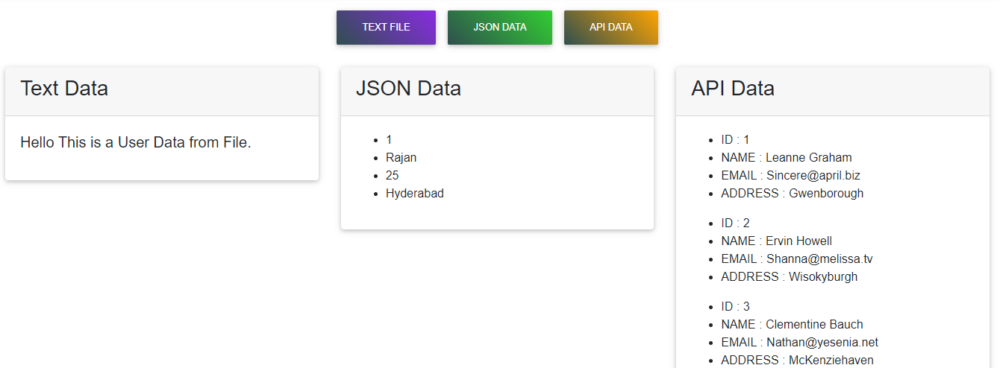 TEXT FILE
JSON DATA
API DATA
Text Data
Hello This is a User Data from File.
JSON Data
1
Rajan
25
Hyderabad
API Data
ID : 1
NAME : Leanne Graham
EMAIL : Sincere@april.biz
ADDRESS : Gwenborough
ID : 2
NAME : Ervin Howell
EMAIL : Shanna@melissa.tv
ADDRESS : Wisokyburgh
ID : 3
NAME : Clementine Bauch
EMAIL : Nathan@yesenia.net
ADDRESS : McKenziehaven